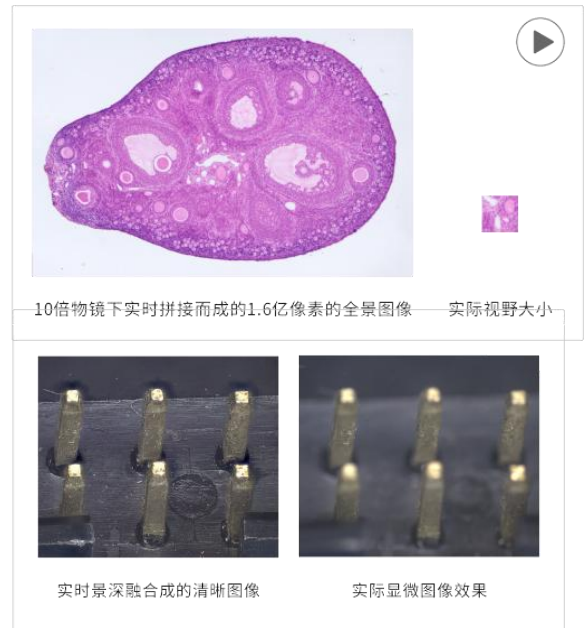 10倍物镜下实时拼接而成的1.6亿像素的全景图像
实际视野大小
实时景深融合成的清晰图像
实际显微图像效果